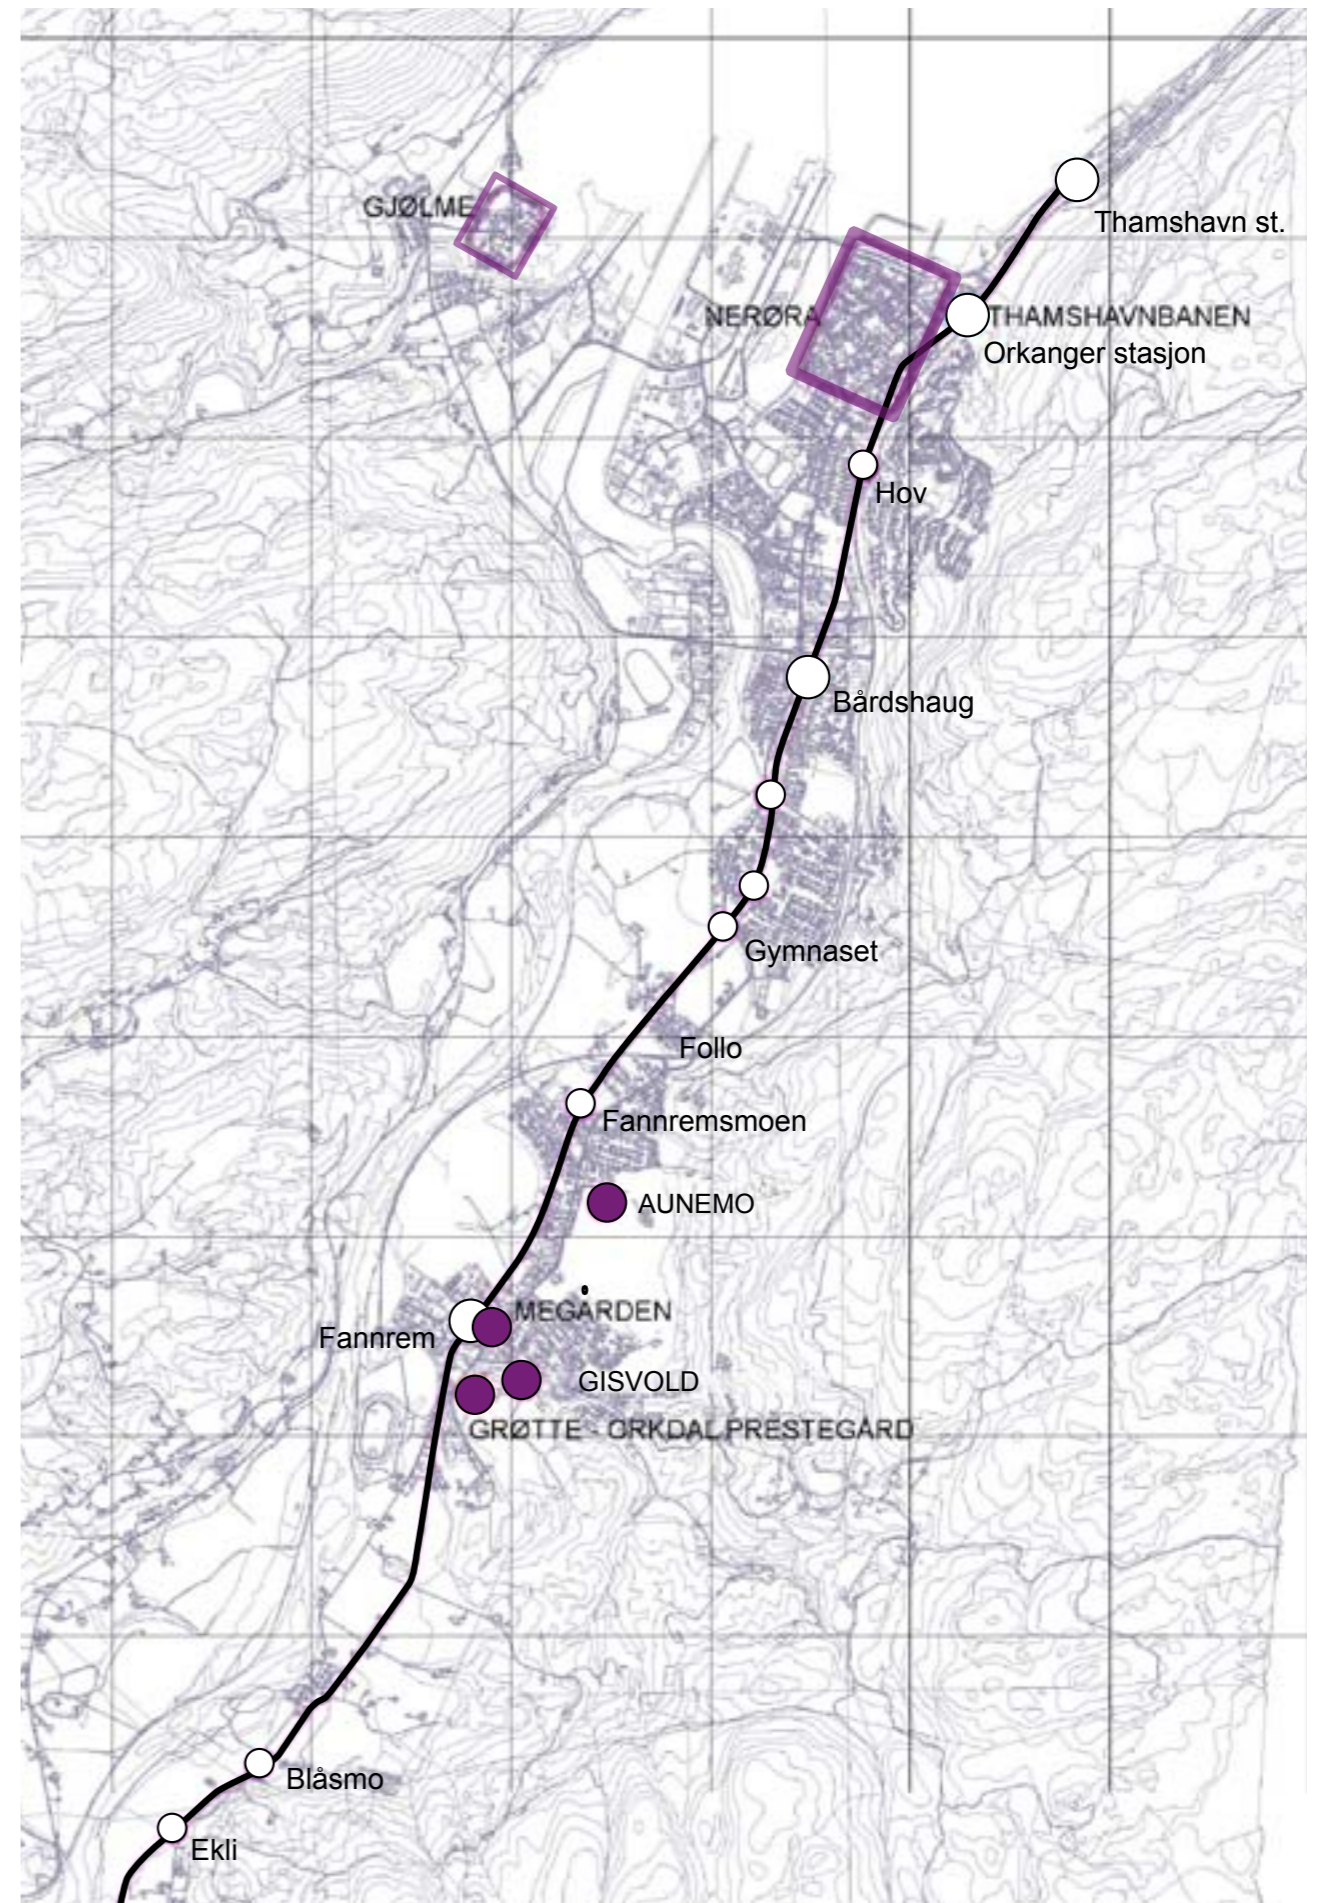 GJØLME
Thamshavn st.
NERØRA
THAMSHAVNBANEN
Orkanger stasjon
Hov
Bårdshaug
Gymnaset
Follo
Fannremsmoen
AUNEMO
MEGARDEN
Fannrem
GISVOLD
GRØTTE - ORKDAL PRESTEGARD
Blåsmo
Ekli